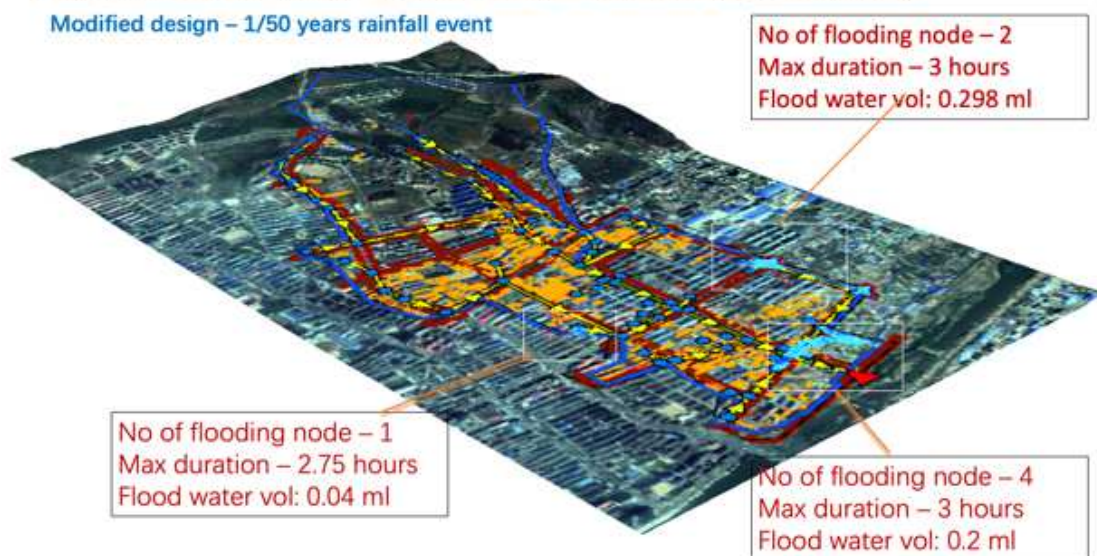 Modified design – 1/50 years rainfall event
No of flooding node – 2
Max duration – 3 hours
Flood water vol: 0.298 ml
No of flooding node – 1
Max duration – 2.75 hours
Flood water vol: 0.04 ml
No of flooding node – 4
Max duration – 3 hours
Flood water vol: 0.2 ml